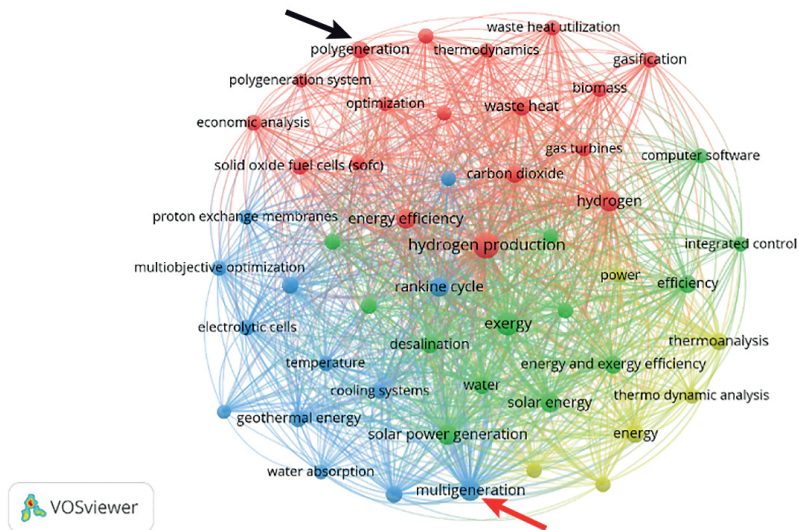 waste heat utilization
polygeneration
thermodynamics
gasification
polygeneration system
biomass
optimization
waste heat
economic analysis
gas turbines
computer software
solid oxide fuel cells (sofc)
carbon dioxide
hydrogen
proton exchange membranes
energy efficiency
hydrogen production
integrated control
multiobjective optimization
power
efficiency
rankine cycle
electrolytic cells
exergy
desalination
thermoanalysis
temperature
energy and exergy efficiency
cooling systems
water
thermo dynamic analysis
solar energy
geothermal energy
solar power generation
energy
water absorption
multigeneration
VOSviewer